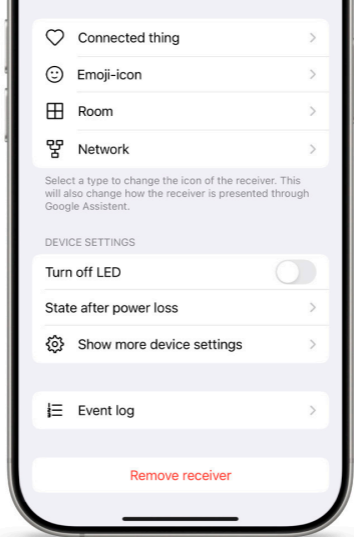 Connected thing
Emoji-icon
Room
Network
Select a type to change the icon of the receiver. This
will also change how the receiver is presented through
Google Assistent.
DEVICE SETTINGS
Turn off LED
State after power loss
Show more device settings
Event log
Remove receiver